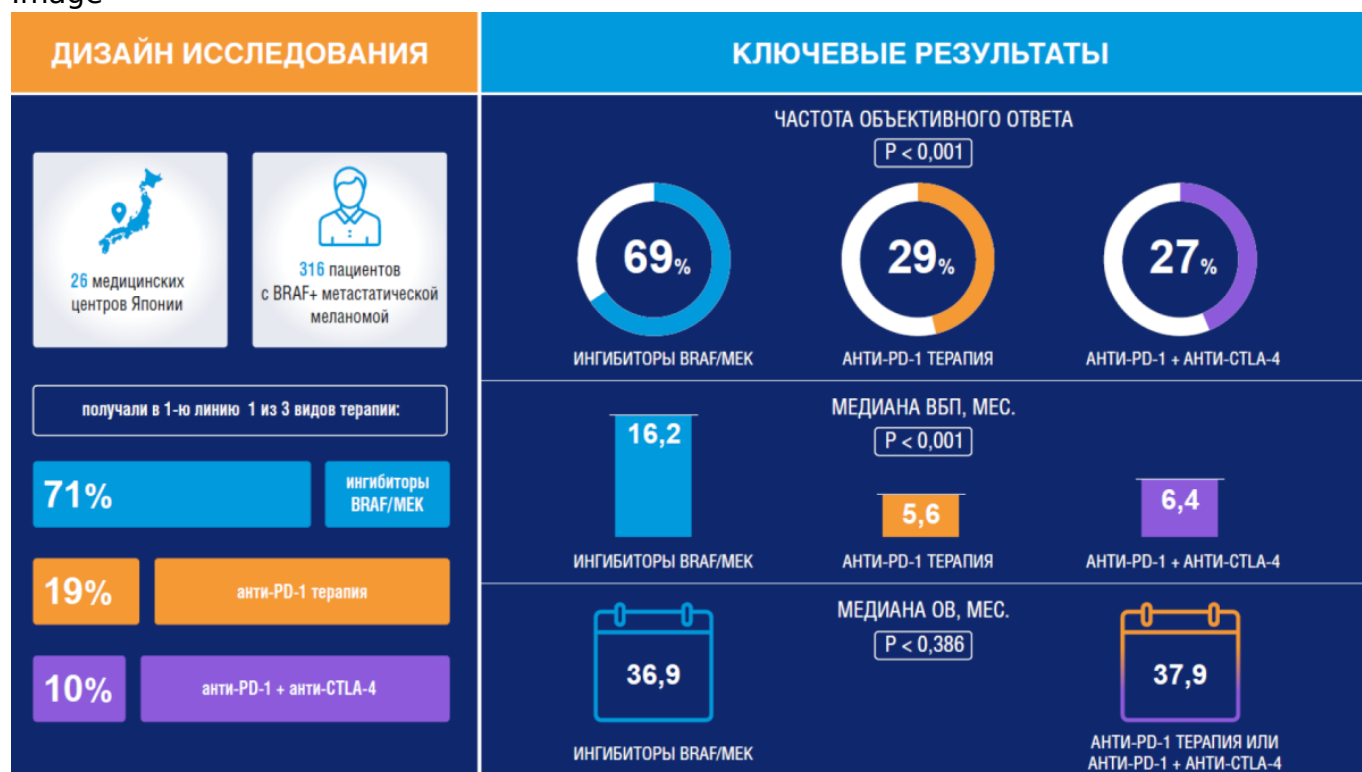 Image
ДИЗАЙН ИССЛЕДОВАНИЯ
26 медицинских
центров Японии
316 пациентов
с BRAF+ метастатической
меланомой
получали в 1-ю линию 1 из 3 видов терапии:
71%
ингибиторы
BRAF/MEK
19%
анти-PD-1 терапия
10%
анти-PD-1 + анти-CTLA-4
КЛЮЧЕВЫЕ РЕЗУЛЬТАТЫ
ЧАСТОТА ОБЪЕКТИВНОГО ОТВЕТА
P < 0,001
69%
29%
27%
ИНГИБИТОРЫ BRAF/MEK
АНТИ-PD-1 ТЕРАПИЯ
АНТИ-PD-1 + АНТИ-CTLA-4
МЕДИАНА ВБП, МЕС.
P < 0,001
16,2
5,6
6,4
ИНГИБИТОРЫ BRAF/MEK
АНТИ-PD-1 ТЕРАПИЯ
АНТИ-PD-1 + АНТИ-CTLA-4
МЕДИАНА ОВ, МЕС.
P < 0,386
36,9
37,9
ИНГИБИТОРЫ BRAF/MEK
АНТИ-PD-1 ТЕРАПИЯ ИЛИ
АНТИ-PD-1 + АНТИ-CTLA-4